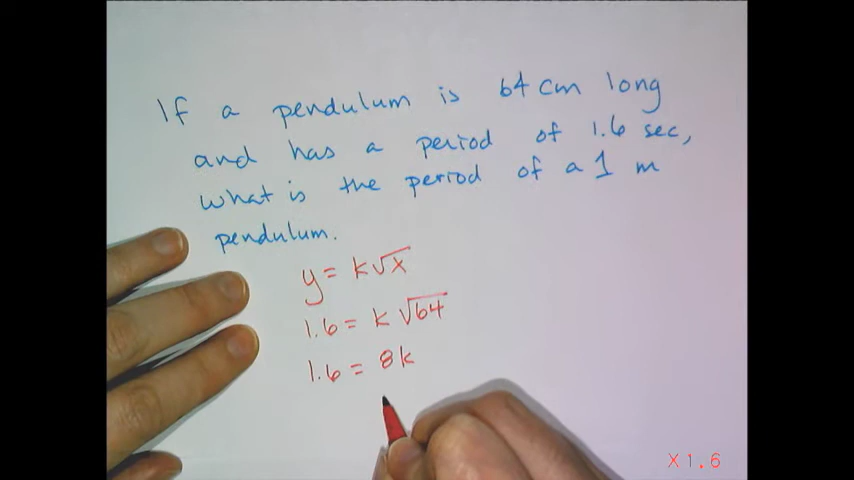 If a pendulum is 64 cm long
and has a period of 1.6 sec,
what is the period of a 1 m
pendulum.
y = k√x
1.6 = k√64
1.6 = 8k
X1.6